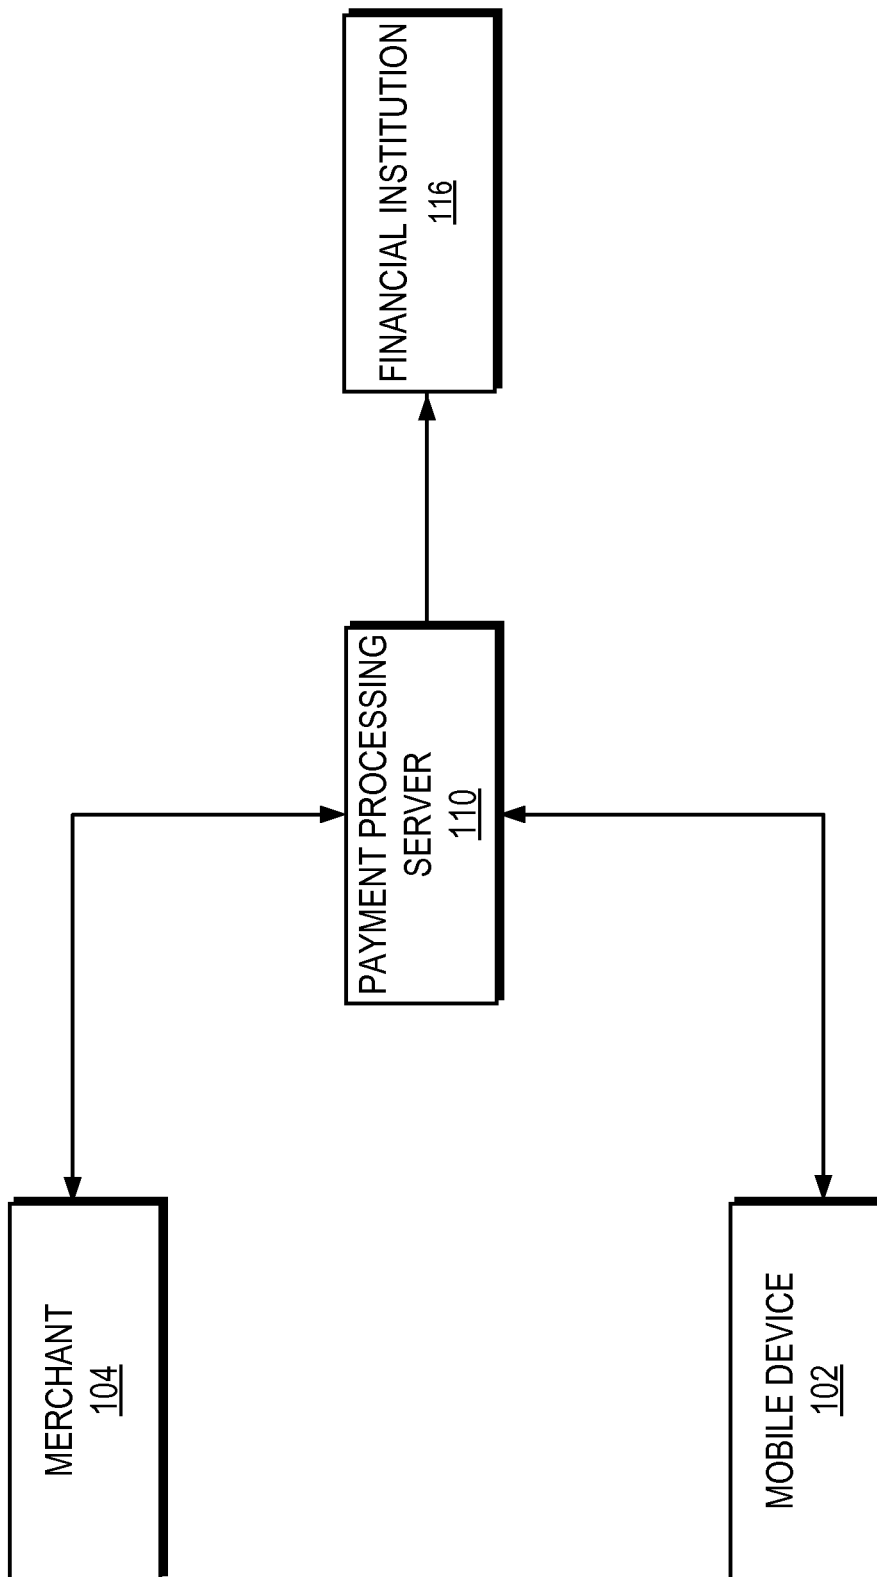 MERCHANT
104
PAYMENT PROCESSING
SERVER
110
FINANCIAL INSTITUTION
116
MOBILE DEVICE
102